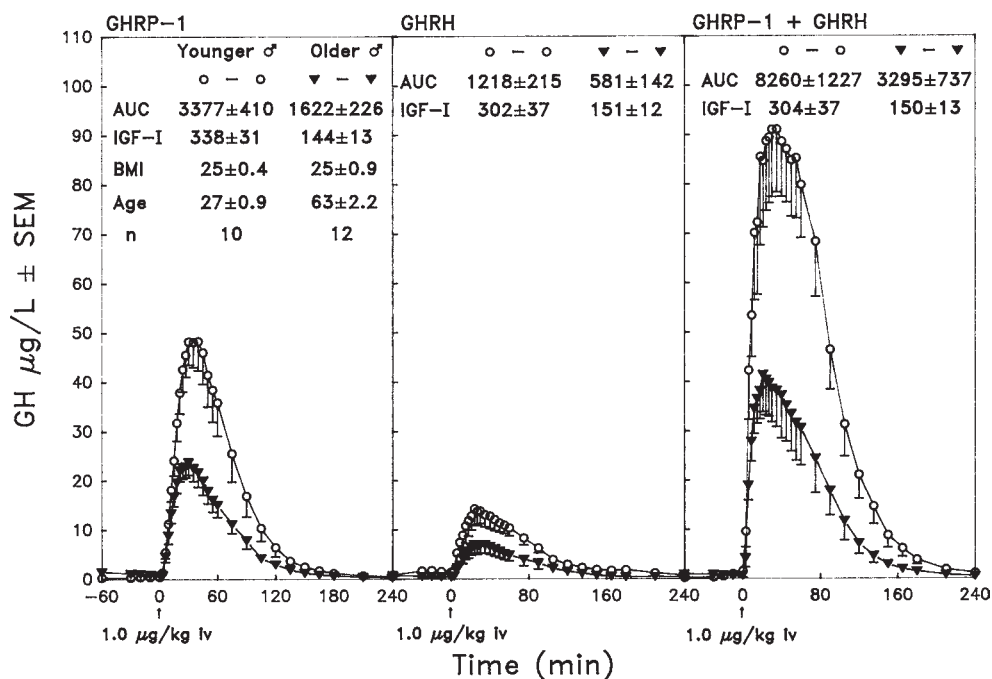 GHRP-1
Younger ♂ Older ♂
○ – ○ ▼ – ▼
AUC 3377±410 1622±226
IGF-I 338±31 144±13
BMI 25±0.4 25±0.9
Age 27±0.9 63±2.2
n 10 12
GHRH
○ – ○ ▼ – ▼
AUC 1218±215 581±142
IGF-I 302±37 151±12
GHRP-1 + GHRH
○ – ○ ▼ – ▼
AUC 8260±1227 3295±737
IGF-I 304±37 150±13
GH µg/L ± SEM
110
100
90
80
70
60
50
40
30
20
10
0
-60 0 60 120 180 240 0 80 160 240 0 80 160 240
↑ ↑ ↑
1.0 µg/kg iv 1.0 µg/kg iv 1.0 µg/kg iv
Time (min)